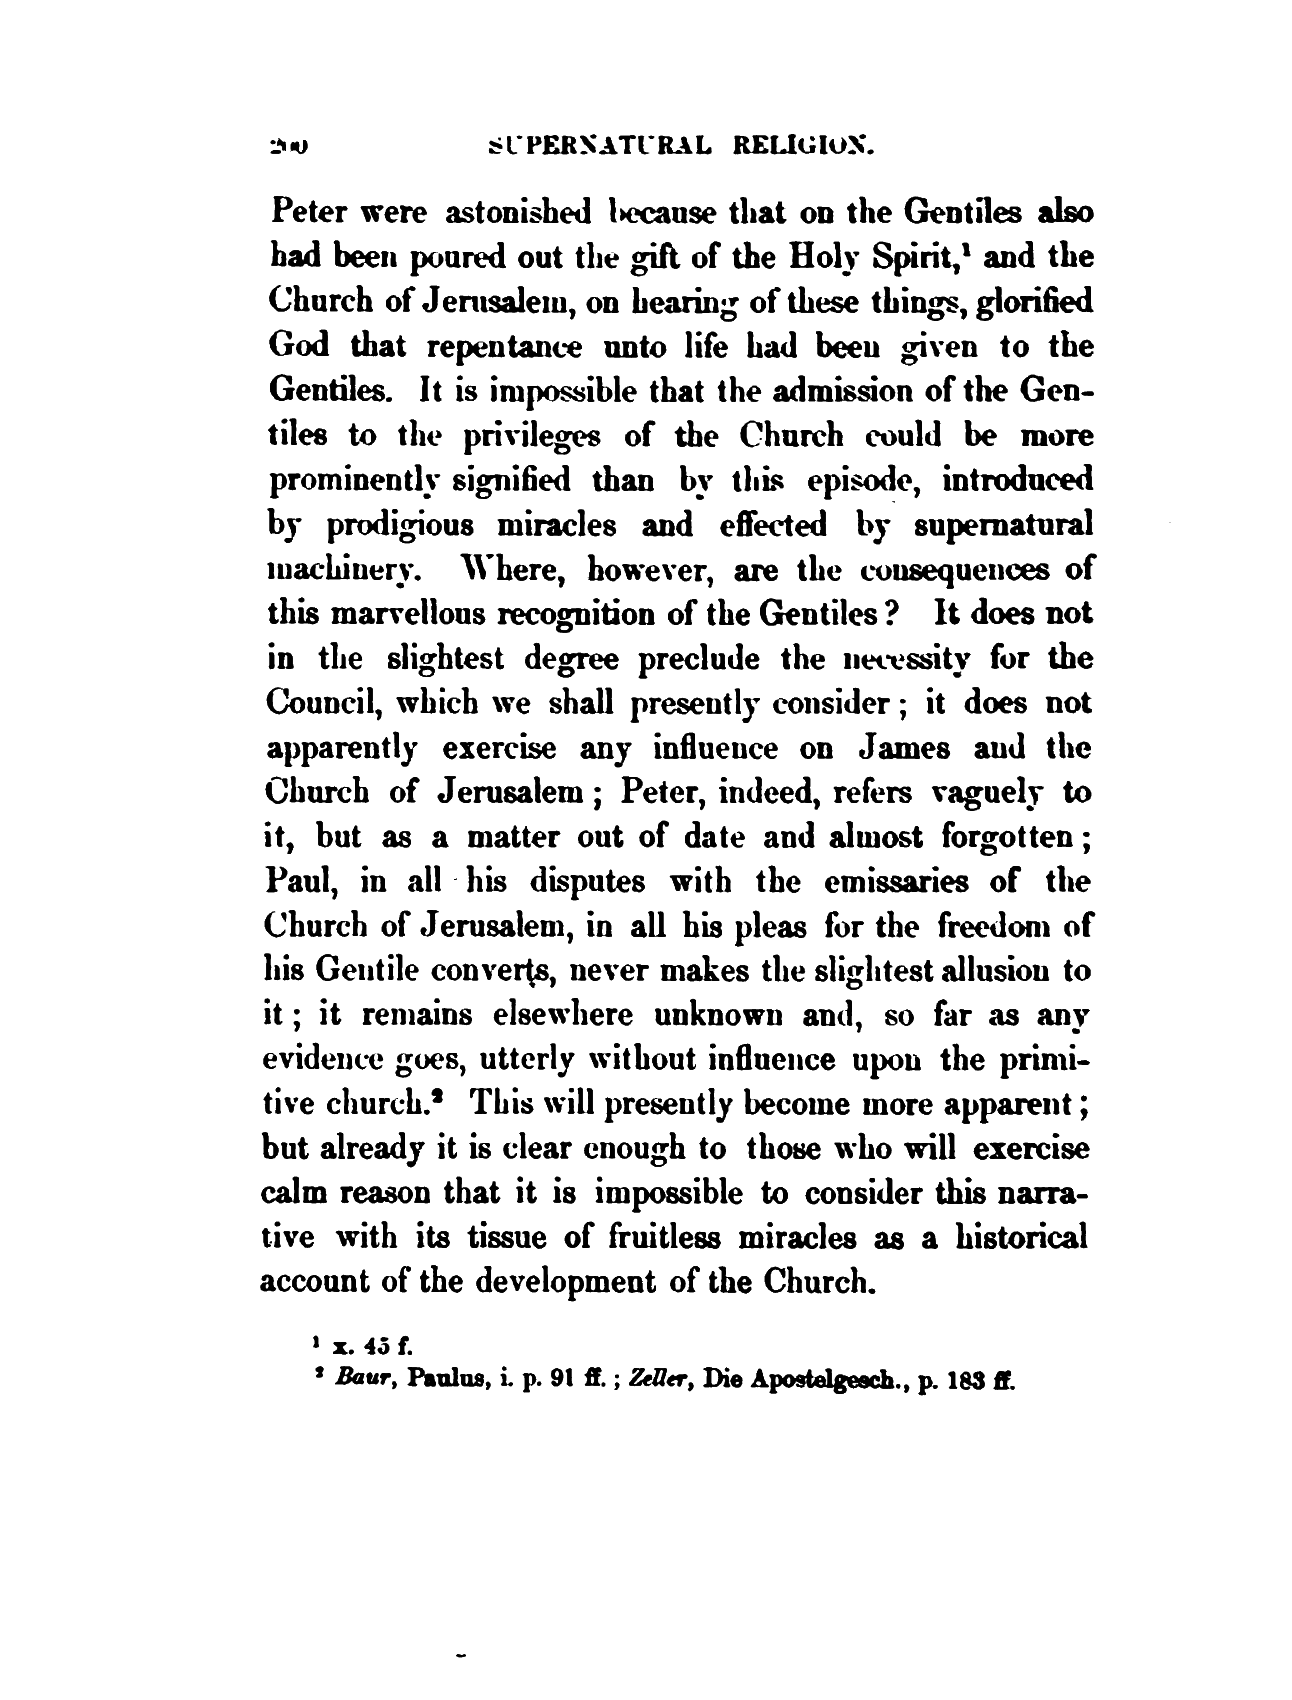 SUPERNATURAL RELIGION.
Peter were astonished because that on the Gentiles also
had been poured out the gift of the Holy Spirit,¹ and the
Church of Jerusalem, on hearing of these things, glorified
God that repentance unto life had been given to the
Gentiles. It is impossible that the admission of the Gen-
tiles to the privileges of the Church could be more
prominently signified than by this episode, introduced
by prodigious miracles and effected by supernatural
machinery. Where, however, are the consequences of
this marvellous recognition of the Gentiles? It does not
in the slightest degree preclude the necessity for the
Council, which we shall presently consider; it does not
apparently exercise any influence on James and the
Church of Jerusalem; Peter, indeed, refers vaguely to
it, but as a matter out of date and almost forgotten;
Paul, in all his disputes with the emissaries of the
Church of Jerusalem, in all his pleas for the freedom of
his Gentile converts, never makes the slightest allusion to
it; it remains elsewhere unknown and, so far as any
evidence goes, utterly without influence upon the primi-
tive church.² This will presently become more apparent;
but already it is clear enough to those who will exercise
calm reason that it is impossible to consider this narra-
tive with its tissue of fruitless miracles as a historical
account of the development of the Church.
¹ x. 45 f.
² Baur, Paulus, i. p. 91 ff.; Zeller, Die Apostelgesch., p. 183 ff.